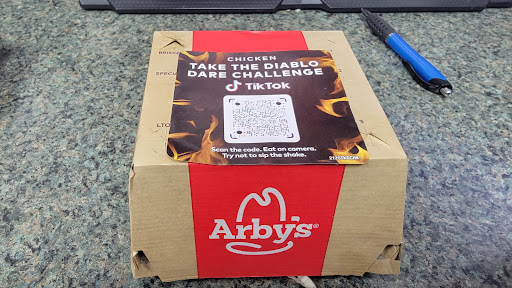 CHICKEN
TAKE THE DIABLO
DARE CHALLENGE
TikTok
Scan the code. Eat on camera.
Try not to sip the shake.
Arby's®